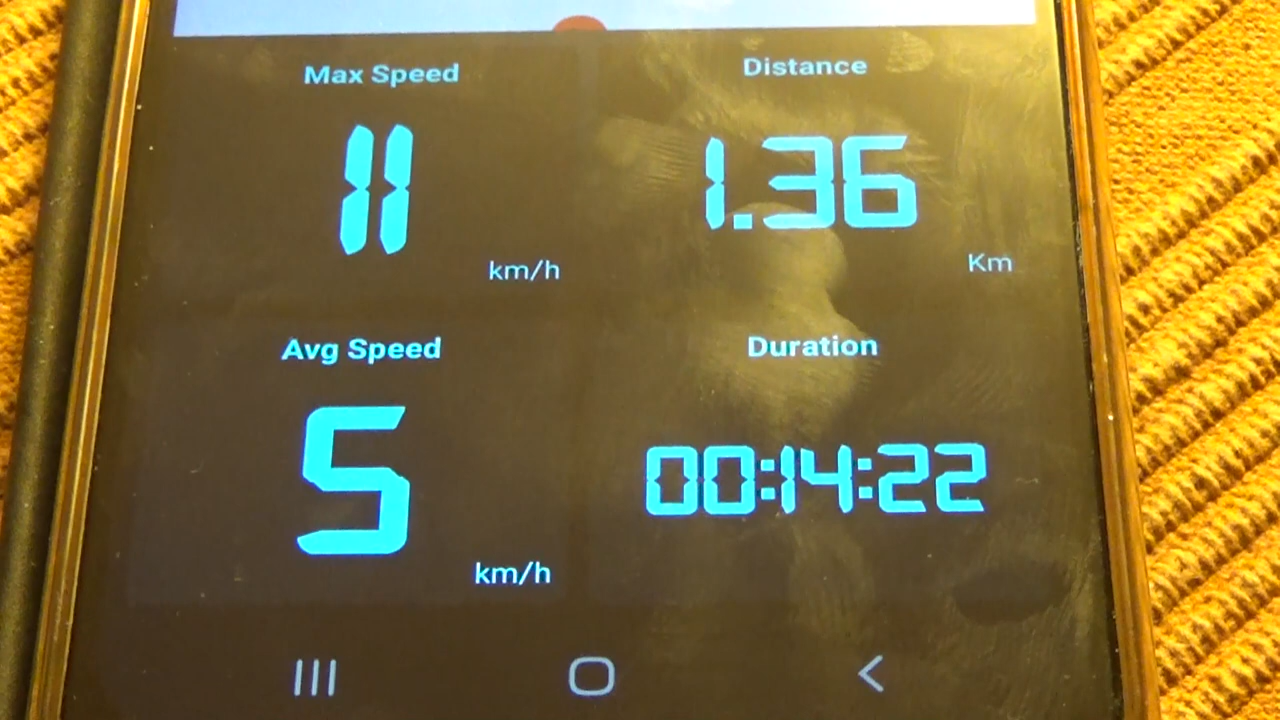 Max Speed
11
km/h
Distance
1.36
Km
Avg Speed
5
km/h
Duration
00:14:22